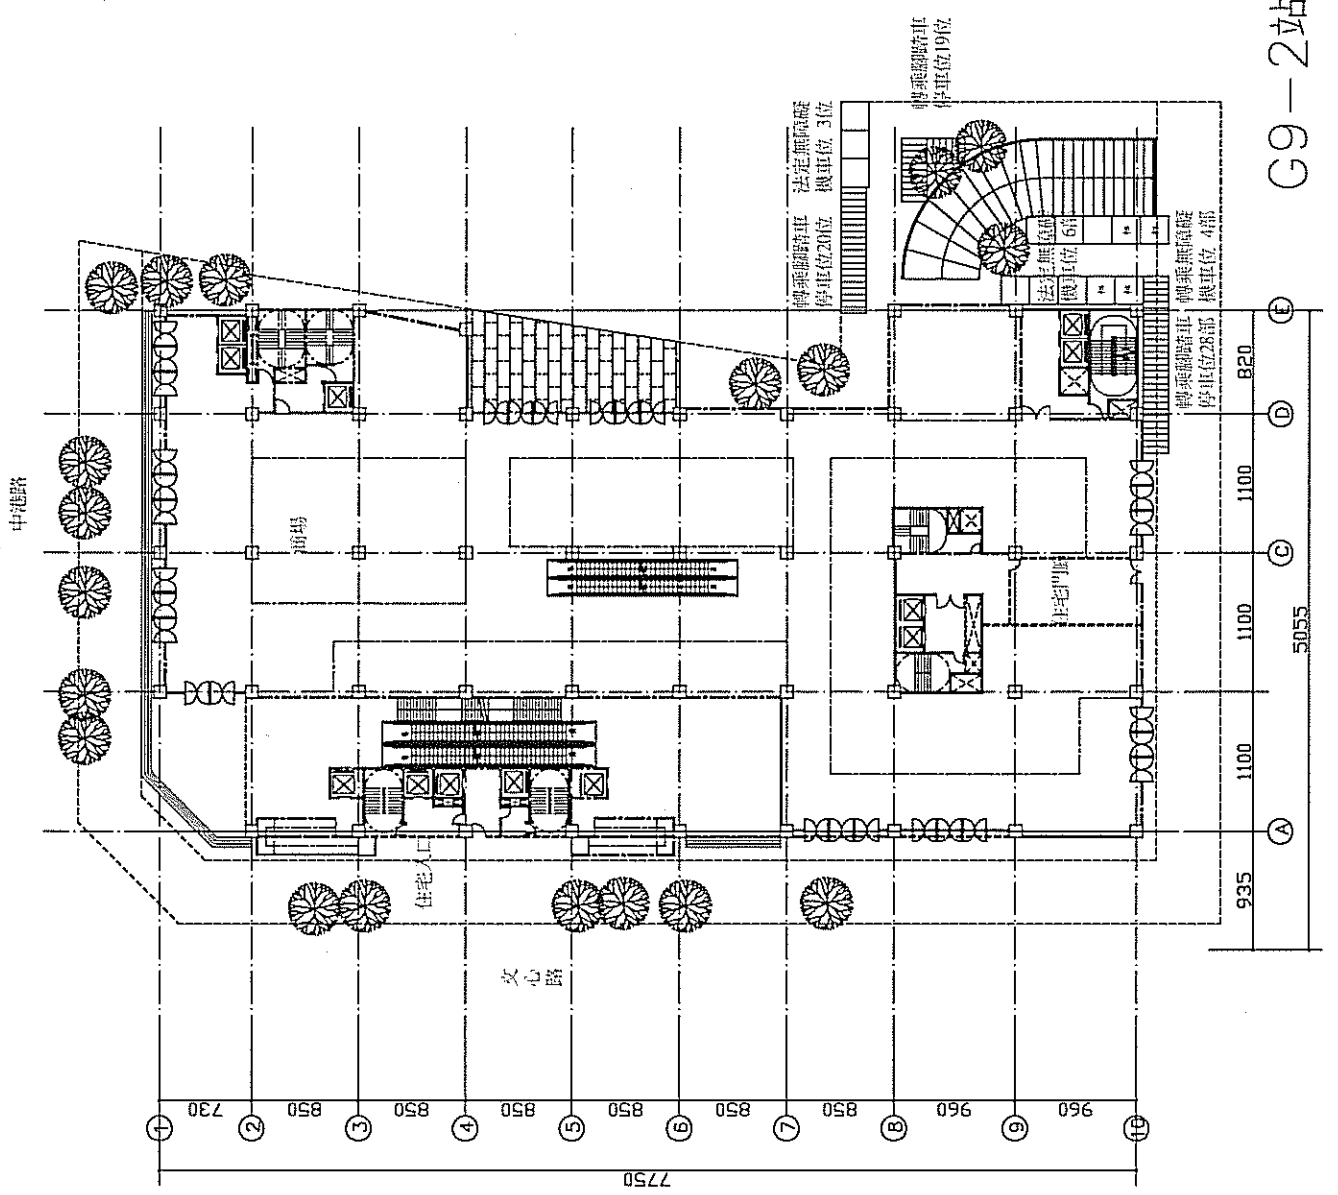 中港路
轉乘腳踏車
停車位19位
法定無障礙
機車位 3位
轉乘腳踏車
停車位20位
G9-2站
商場
法定無障礙
機車位 6部
轉乘無障礙
機車位 4部
轉乘腳踏車
停車位28部
住宅門廳
住宅入口
文心路
E
D
C
A
820
1100
1100
1100
935
5055
1
2
3
4
5
6
7
8
9
10
730
850
850
850
850
850
850
960
960
7750